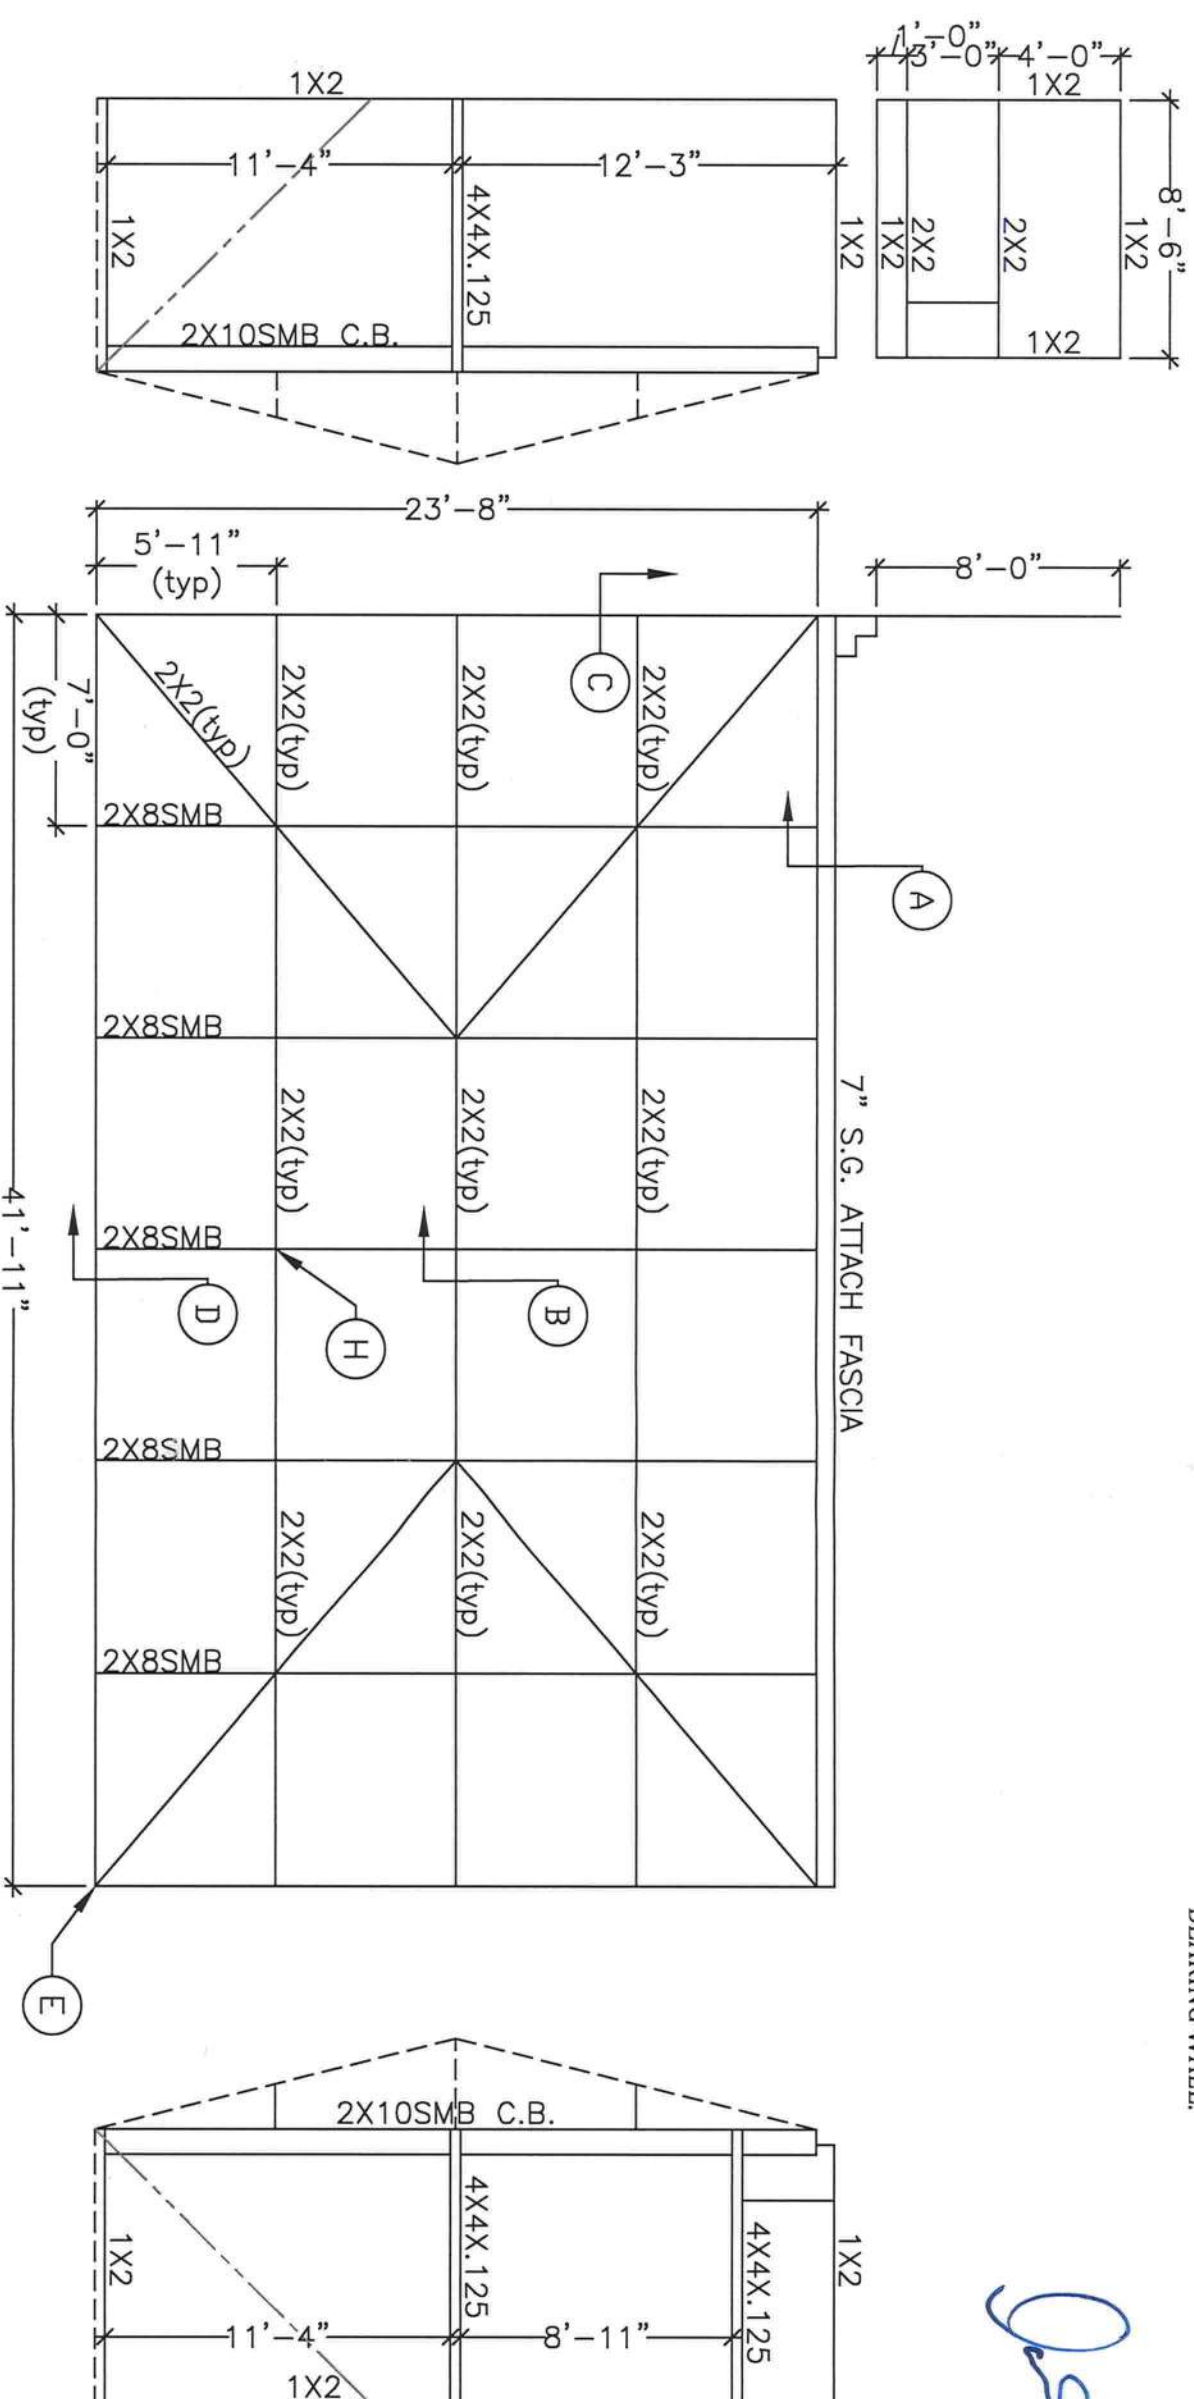 1'-0"
3'-0"
4'-0"
1X2
1X2
8'-6"
1X2
2X2
2X2
1X2
1X2
11'-4"
12'-3"
1X2
4X4X.125
1X2
1X2
2X10SMB C.B.
23'-8"
5'-11"
(typ)
8'-0"
C
2X2(typ)
2X2(typ)
2X2(typ)
2X2(typ)
7'-0"
(typ)
2X8SMB
A
2X8SMB
7" S.G. ATTACH FASCIA
2X2(typ)
2X2(typ)
2X2(typ)
41'-11"
2X8SMB
D
B
H
2X8SMB
2X2(typ)
2X2(typ)
2X2(typ)
2X8SMB
E
BEARING WALL.
2X10SMB C.B.
1X2
4X4X.125
4X4X.125
1X2
11'-4"
8'-11"
1X2